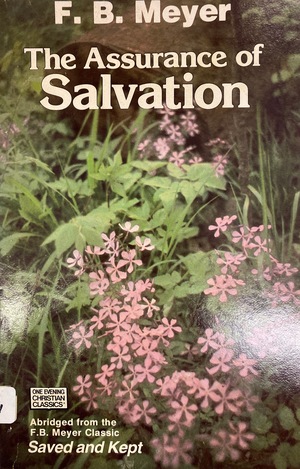 F. B. Meyer
The Assurance of
Salvation
ONE EVENING
CHRISTIAN
CLASSICS
Abridged from the
F.B. Meyer Classic
Saved and Kept